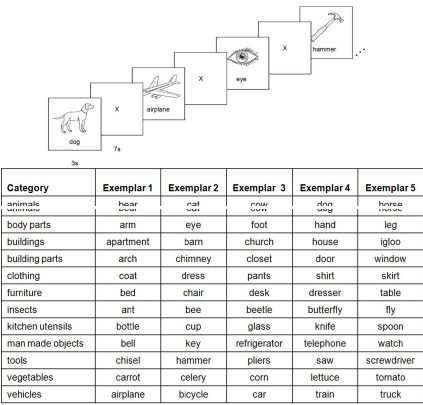 hammer
X
eye
X
airplane
X
dog
7s
3s
Category Exemplar 1 Exemplar 2 Exemplar 3 Exemplar 4 Exemplar 5
animals bear cat cow dog horse
body parts arm eye foot hand leg
buildings apartment barn church house igloo
building parts arch chimney closet door window
clothing coat dress pants shirt skirt
furniture bed chair desk dresser table
insects ant bee beetle butterfly fly
kitchen utensils bottle cup glass knife spoon
man made objects bell key refrigerator telephone watch
tools chisel hammer pliers saw screwdriver
vegetables carrot celery corn lettuce tomato
vehicles airplane bicycle car train truck